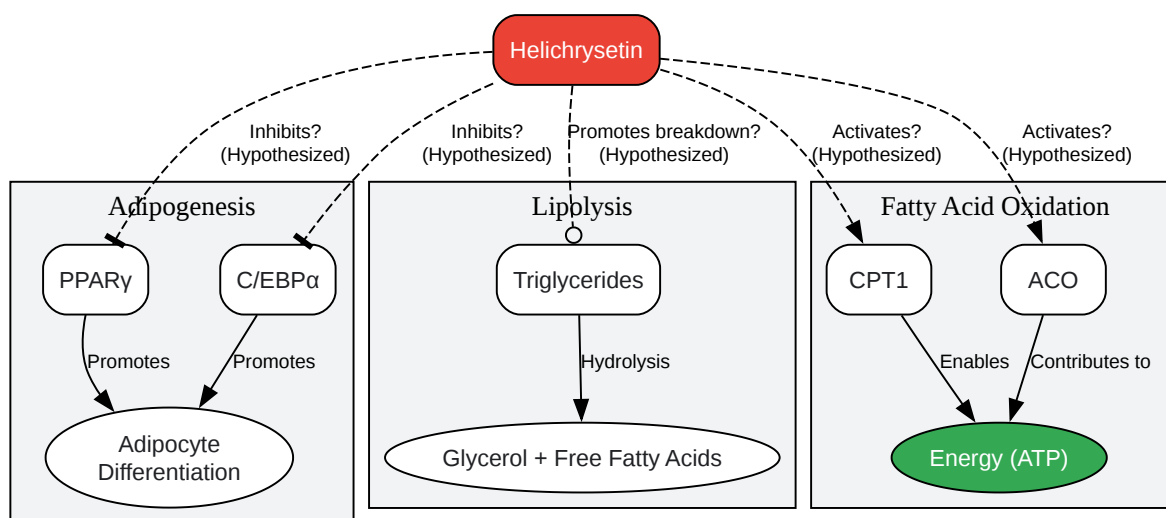 Helichrysetin
Inhibits?
(Hypothesized)
Inhibits?
(Hypothesized)
Promotes breakdown?
(Hypothesized)
Activates?
(Hypothesized)
Activates?
(Hypothesized)
Adipogenesis
Lipolysis
Fatty Acid Oxidation
PPARγ
C/EBPα
Triglycerides
CPT1
ACO
Promotes
Promotes
Hydrolysis
Enables
Contributes to
Adipocyte
Differentiation
Glycerol + Free Fatty Acids
Energy (ATP)